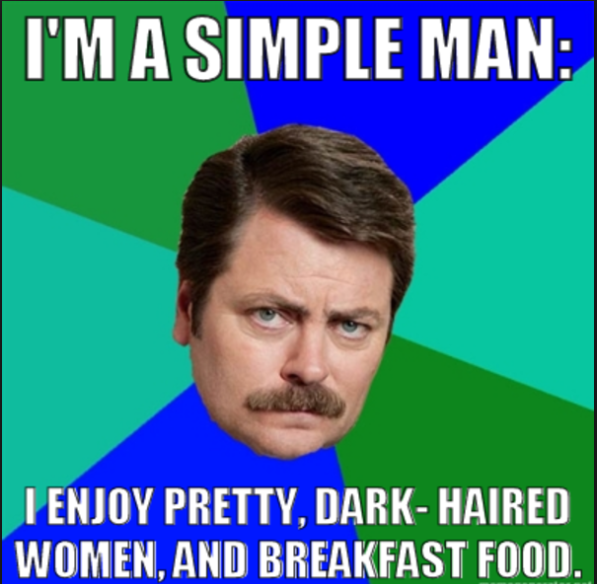 I'M A SIMPLE MAN:
I ENJOY PRETTY, DARK- HAIRED
WOMEN, AND BREAKFAST FOOD.